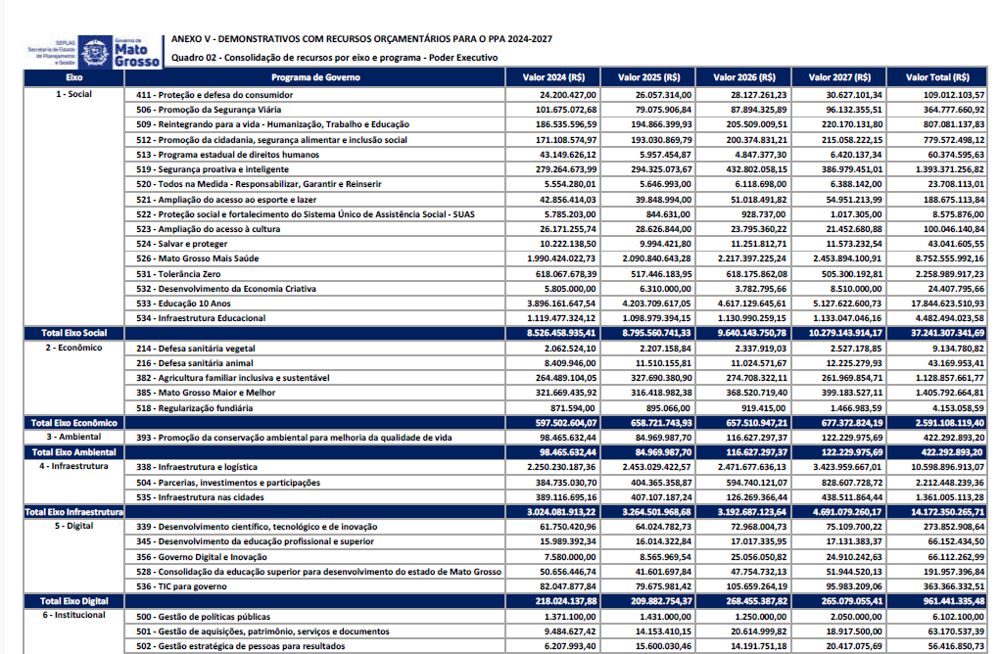 SEPLAG
Secretaria de Estado
de Planejamento
e Gestão
Governo de
Mato
Grosso
ANEXO V - DEMONSTRATIVOS COM RECURSOS ORÇAMENTÁRIOS PARA O PPA 2024-2027
Quadro 02 - Consolidação de recursos por eixo e programa - Poder Executivo
Eixo Programa de Governo Valor 2024 (R$) Valor 2025 (R$) Valor 2026 (R$) Valor 2027 (R$) Valor Total (R$)
1 - Social 411 - Proteção e defesa do consumidor 24.200.427,00 26.057.314,00 28.127.261,23 30.627.101,34 109.012.103,57
506 - Promoção da Segurança Viária 101.675.072,68 79.075.906,84 87.894.325,89 96.132.355,51 364.777.660,92
509 - Reintegrando para a vida - Humanização, Trabalho e Educação 186.535.596,59 194.866.399,93 205.509.009,51 220.170.131,80 807.081.137,83
512 - Promoção da cidadania, segurança alimentar e inclusão social 171.108.574,97 193.030.869,79 200.374.831,21 215.058.222,15 779.572.498,12
513 - Programa estadual de direitos humanos 43.149.626,12 5.957.454,87 4.847.377,30 6.420.137,34 60.374.595,63
519 - Segurança proativa e inteligente 279.264.673,99 294.325.073,67 432.802.058,15 386.979.451,01 1.393.371.256,82
520 - Todos na Medida - Responsabilizar, Garantir e Reinserir 5.554.280,01 5.646.993,00 6.118.698,00 6.388.142,00 23.708.113,01
521 - Ampliação do acesso ao esporte e lazer 42.856.414,03 39.848.994,00 51.018.491,82 54.951.213,99 188.675.113,84
522 - Proteção social e fortalecimento do Sistema Único de Assistência Social - SUAS 5.785.203,00 844.631,00 928.737,00 1.017.305,00 8.575.876,00
523 - Ampliação do acesso à cultura 26.171.255,74 28.626.844,00 23.795.360,22 21.452.680,88 100.046.140,84
524 - Salvar e proteger 10.222.138,50 9.994.421,80 11.251.812,71 11.573.232,54 43.041.605,55
526 - Mato Grosso Mais Saúde 1.990.424.022,73 2.090.840.643,28 2.217.397.225,24 2.453.894.100,91 8.752.555.992,16
531 - Tolerância Zero 618.067.678,39 517.446.183,95 618.175.862,08 505.300.192,81 2.258.989.917,23
532 - Desenvolvimento da Economia Criativa 5.805.000,00 6.310.000,00 3.782.795,66 8.510.000,00 24.407.795,66
533 - Educação 10 Anos 3.896.161.647,54 4.203.709.617,05 4.617.129.645,61 5.127.622.600,73 17.844.623.510,93
534 - Infraestrutura Educacional 1.119.477.324,12 1.098.979.394,15 1.130.990.259,15 1.133.047.046,16 4.482.494.023,58
Total Eixo Social 8.526.458.935,41 8.795.560.741,33 9.640.143.750,78 10.279.143.914,17 37.241.307.341,69
2 - Econômico 214 - Defesa sanitária vegetal 2.062.524,10 2.207.158,84 2.337.919,03 2.527.178,85 9.134.780,82
216 - Defesa sanitária animal 8.409.946,00 11.510.155,81 11.024.571,67 12.225.279,93 43.169.953,41
382 - Agricultura familiar inclusiva e sustentável 264.489.104,05 327.690.380,90 274.708.322,11 261.969.854,71 1.128.857.661,77
385 - Mato Grosso Maior e Melhor 321.669.435,92 316.418.982,38 368.520.719,40 399.183.527,11 1.405.792.664,81
518 - Regularização fundiária 871.594,00 895.066,00 919.415,00 1.466.983,59 4.153.058,59
Total Eixo Econômico 597.502.604,07 658.721.743,93 657.510.947,21 677.372.824,19 2.591.108.119,40
3 - Ambiental 393 - Promoção da conservação ambiental para melhoria da qualidade de vida 98.465.632,44 84.969.987,70 116.627.297,37 122.229.975,69 422.292.893,20
Total Eixo Ambiental 98.465.632,44 84.969.987,70 116.627.297,37 122.229.975,69 422.292.893,20
4 - Infraestrutura 338 - Infraestrutura e logística 2.250.230.187,36 2.453.029.422,57 2.471.677.636,13 3.423.959.667,01 10.598.896.913,07
504 - Parcerias, investimentos e participações 384.735.030,70 404.365.358,87 594.740.121,07 828.607.728,72 2.212.448.239,36
535 - Infraestrutura nas cidades 389.116.695,16 407.107.187,24 126.269.366,44 438.511.864,44 1.361.005.113,28
Total Eixo Infraestrutura 3.024.081.913,22 3.264.501.968,68 3.192.687.123,64 4.691.079.260,17 14.172.350.265,71
5 - Digital 339 - Desenvolvimento científico, tecnológico e de inovação 61.750.420,96 64.024.782,73 72.968.004,73 75.109.700,22 273.852.908,64
345 - Desenvolvimento da educação profissional e superior 15.989.392,34 16.014.322,84 17.017.335,95 17.131.383,37 66.152.434,50
356 - Governo Digital e Inovação 7.580.000,00 8.565.969,54 25.056.050,82 24.910.242,63 66.112.262,99
528 - Consolidação da educação superior para desenvolvimento do estado de Mato Grosso 50.656.446,74 41.601.697,84 47.754.732,13 51.944.520,13 191.957.396,84
536 - TIC para governo 82.047.877,84 79.675.981,42 105.659.264,19 95.983.209,06 363.366.332,51
Total Eixo Digital 218.024.137,88 209.882.754,37 268.455.387,82 265.079.055,41 961.441.335,48
6 - Institucional 500 - Gestão de políticas públicas 1.371.100,00 1.431.000,00 1.250.000,00 2.050.000,00 6.102.100,00
501 - Gestão de aquisições, patrimônio, serviços e documentos 9.484.627,42 14.153.410,15 20.614.999,82 18.917.500,00 63.170.537,39
502 - Gestão estratégica de pessoas para resultados 6.207.993,40 15.600.030,46 14.191.751,18 20.417.075,69 56.416.850,73